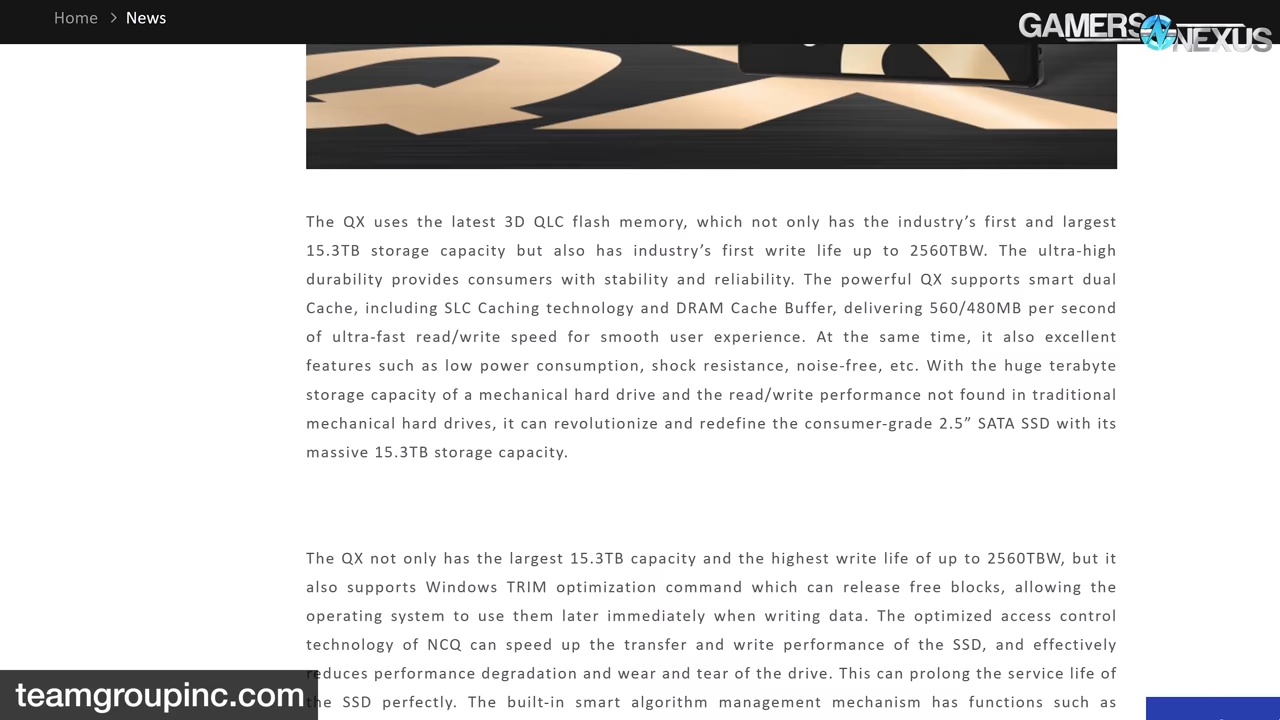 Home > News
GAMERS NEXUS
The QX uses the latest 3D QLC flash memory, which not only has the industry’s first and largest
15.3TB storage capacity but also has industry’s first write life up to 2560TBW. The ultra-high
durability provides consumers with stability and reliability. The powerful QX supports smart dual
Cache, including SLC Caching technology and DRAM Cache Buffer, delivering 560/480MB per second
of ultra-fast read/write speed for smooth user experience. At the same time, it also excellent
features such as low power consumption, shock resistance, noise-free, etc. With the huge terabyte
storage capacity of a mechanical hard drive and the read/write performance not found in traditional
mechanical hard drives, it can revolutionize and redefine the consumer-grade 2.5” SATA SSD with its
massive 15.3TB storage capacity.
The QX not only has the largest 15.3TB capacity and the highest write life of up to 2560TBW, but it
also supports Windows TRIM optimization command which can release free blocks, allowing the
operating system to use them later immediately when writing data. The optimized access control
technology of NCQ can speed up the transfer and write performance of the SSD, and effectively
reduces performance degradation and wear and tear of the drive. This can prolong the service life of
the SSD perfectly. The built-in smart algorithm management mechanism has functions such as
teamgroupinc.com